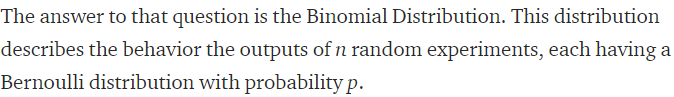 The answer to that question is the Binomial Distribution. This distribution
describes the behavior the outputs of n random experiments, each having a
Bernoulli distribution with probability p.